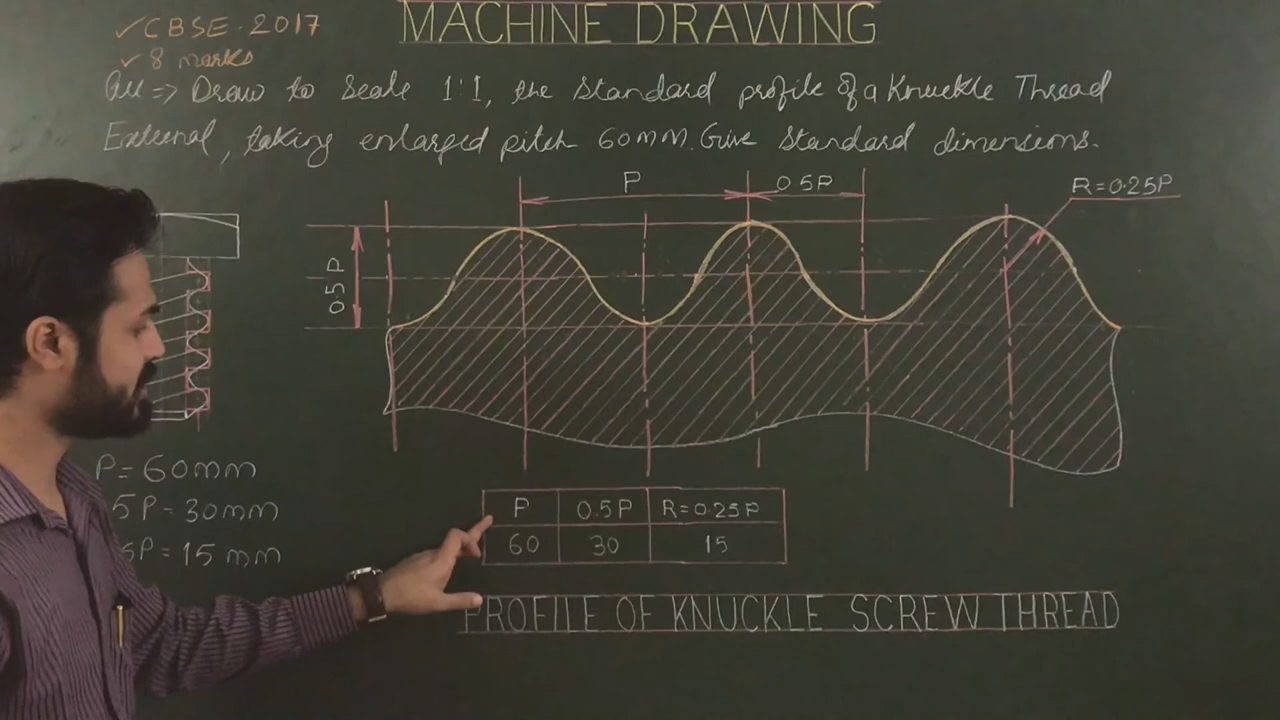 ✓CBSE-2017
✓8 marks
MACHINE DRAWING
Qu => Draw to Scale 1:1, the Standard profile of a Knuckle Thread
External, taking enlarged pitch 60mm. Give Standard dimensions.
P
0.5P
R=0.25P
0.5P
P=60mm
5P=30mm
5P=15mm
P 0.5P R=0.25P
60 30 15
PROFILE OF KNUCKLE SCREW THREAD